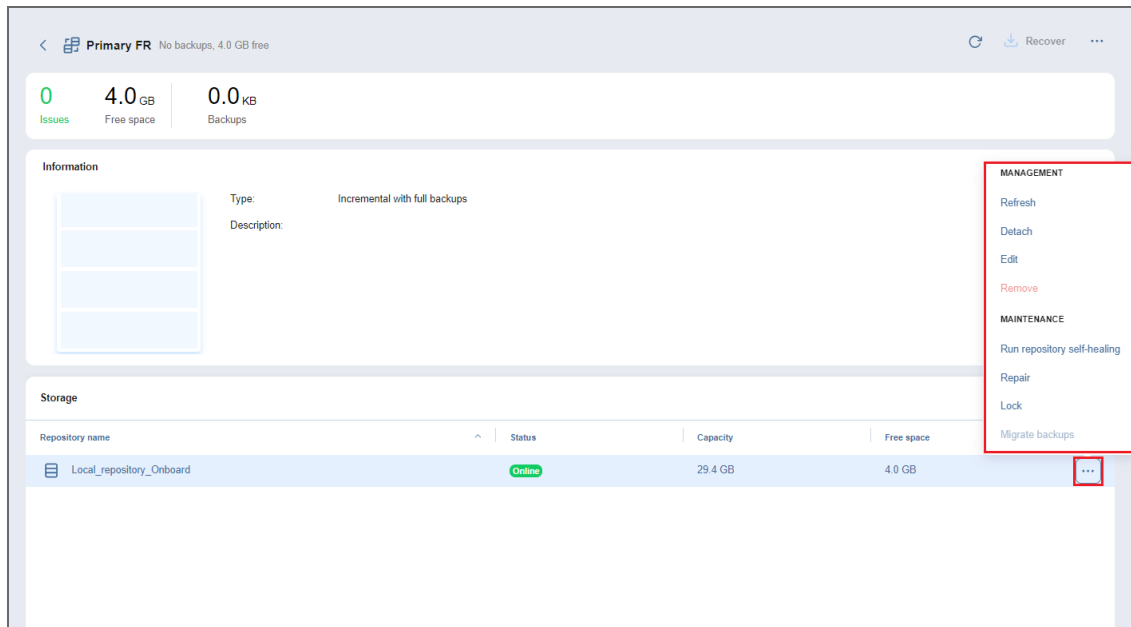 Primary FR No backups, 4.0 GB free
Recover
0 4.0 GB 0.0 KB
Issues Free space Backups
Information
Type: Incremental with full backups
Description:
MANAGEMENT
Refresh
Detach
Edit
Remove
MAINTENANCE
Run repository self-healing
Repair
Lock
Migrate backups
Storage
Repository name Status Capacity Free space
Local_repository_Onboard Online 29.4 GB 4.0 GB